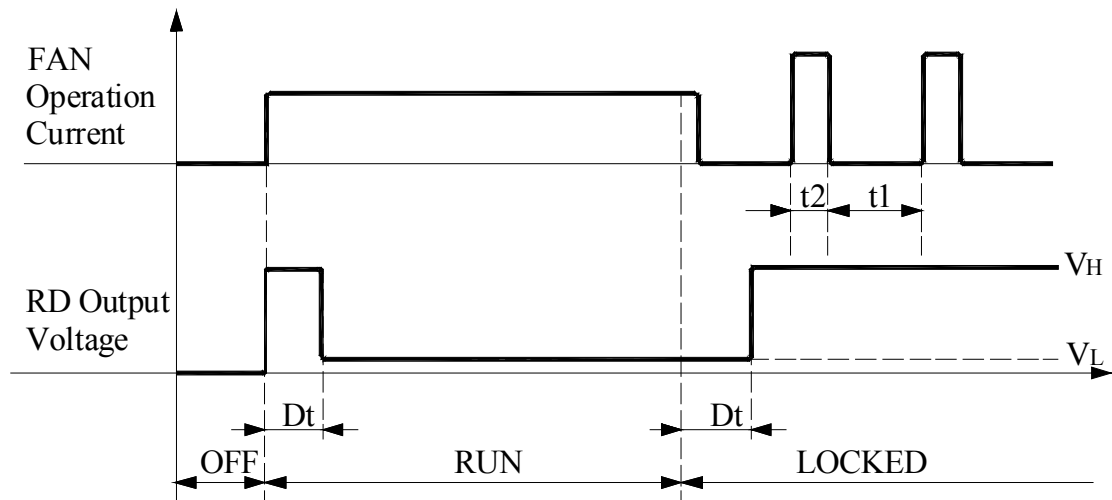 FAN
Operation
Current
t2
t1
RD Output
Voltage
VH
VL
Dt
Dt
OFF
RUN
LOCKED